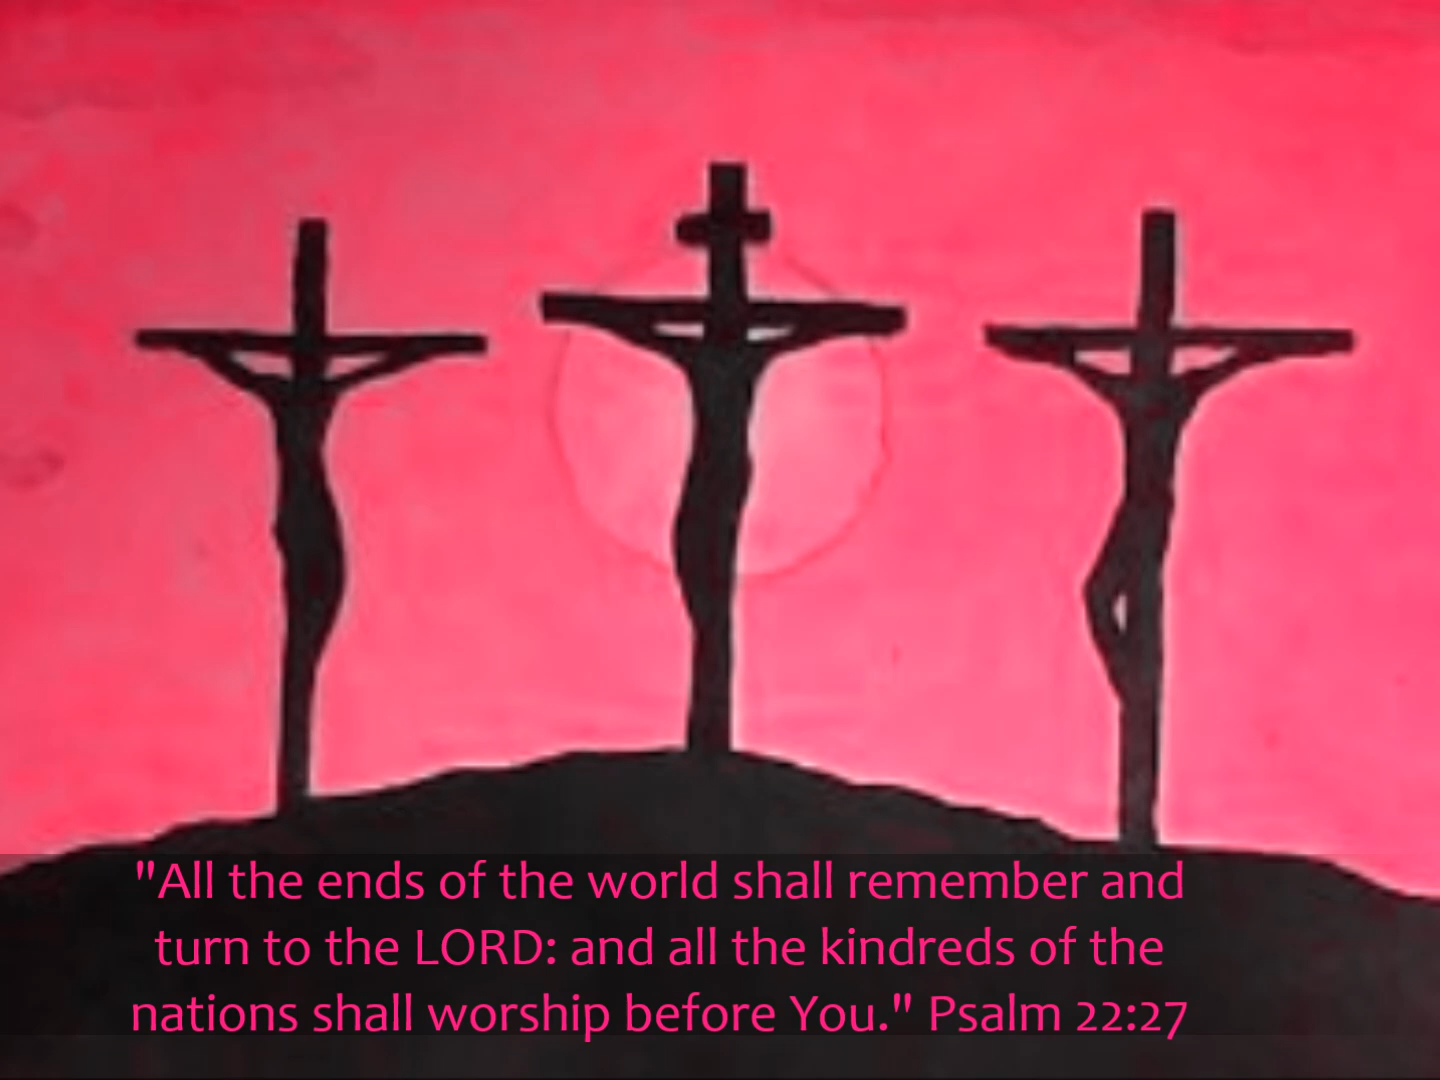 "All the ends of the world shall remember and
turn to the LORD: and all the kindreds of the
nations shall worship before You." Psalm 22:27